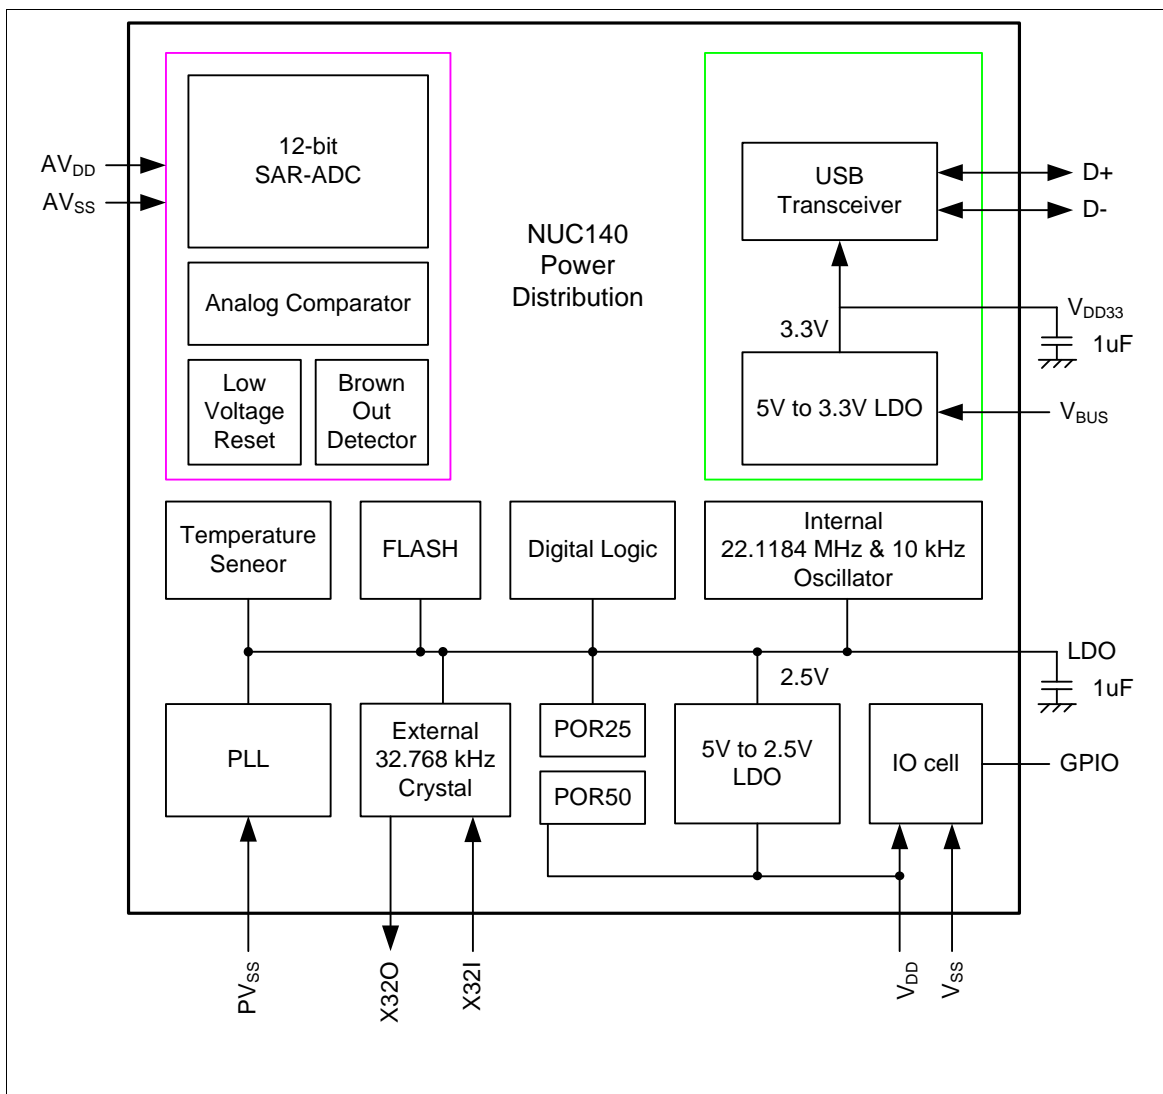 12-bit
SAR-ADC
AVDD
AVSS
Analog Comparator
Low
Voltage
Reset
Brown
Out
Detector
NUC140
Power
Distribution
USB
Transceiver
D+
D-
VDD33
3.3V
1uF
5V to 3.3V LDO
VBUS
Temperature
Seneor
FLASH
Digital Logic
Internal
22.1184 MHz & 10 kHz
Oscillator
LDO
2.5V
1uF
PLL
External
32.768 kHz
Crystal
POR25
POR50
5V to 2.5V
LDO
IO cell
GPIO
PVSS
X32O
X32I
VDD
VSS